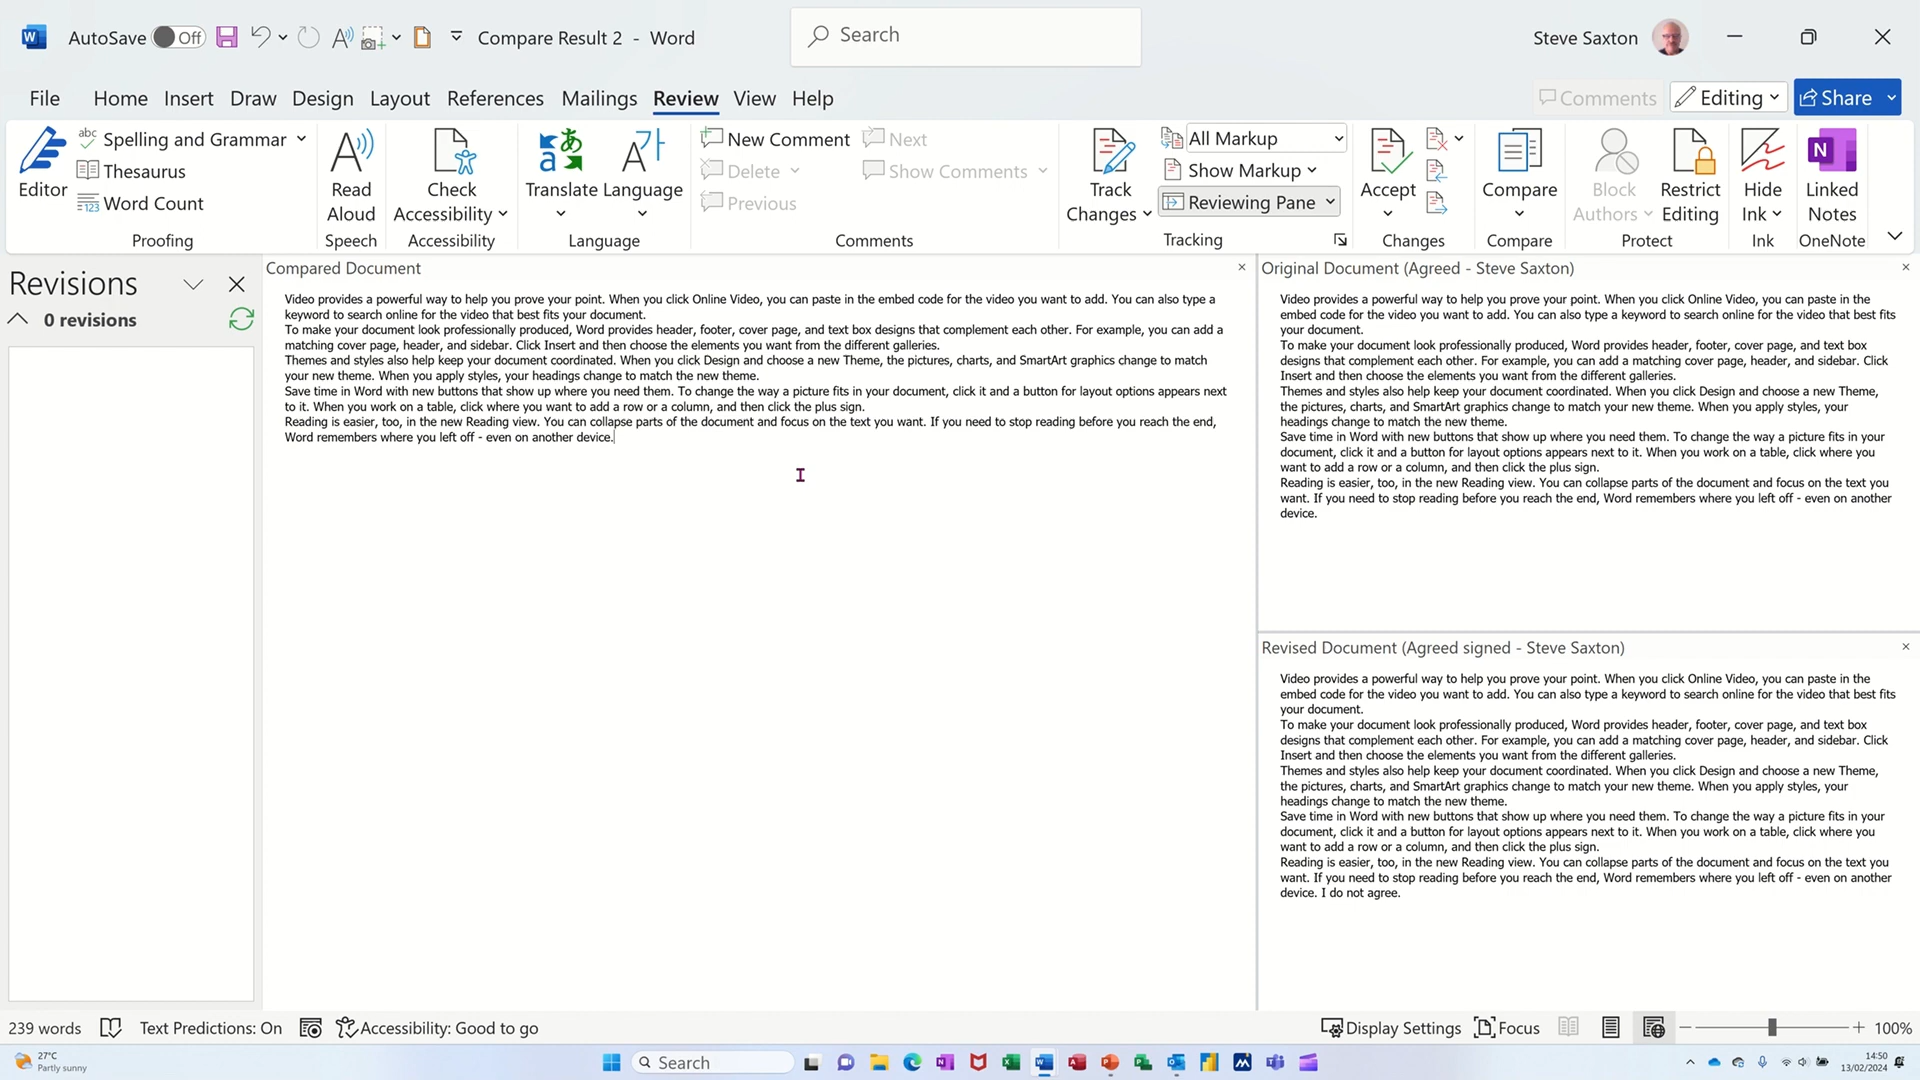 AutoSave Off Compare Result 2 - Word Search Steve Saxton
File Home Insert Draw Design Layout References Mailings Review View Help Comments Editing Share
Editor
abc Spelling and Grammar
Thesaurus
123 Word Count
Proofing
Read Aloud
Speech
Check Accessibility
Accessibility
Translate
Language
Language
New Comment
Delete
Previous
Next
Show Comments
Comments
Track Changes
All Markup
Show Markup
Reviewing Pane
Tracking
Accept
Changes
Compare
Compare
Block Authors
Restrict Editing
Protect
Hide Ink
Ink
Linked Notes
OneNote
Revisions
0 revisions
Compared Document
Video provides a powerful way to help you prove your point. When you click Online Video, you can paste in the embed code for the video you want to add. You can also type a
keyword to search online for the video that best fits your document.
To make your document look professionally produced, Word provides header, footer, cover page, and text box designs that complement each other. For example, you can add a
matching cover page, header, and sidebar. Click Insert and then choose the elements you want from the different galleries.
Themes and styles also help keep your document coordinated. When you click Design and choose a new Theme, the pictures, charts, and SmartArt graphics change to match
your new theme. When you apply styles, your headings change to match the new theme.
Save time in Word with new buttons that show up where you need them. To change the way a picture fits in your document, click it and a button for layout options appears next
to it. When you work on a table, click where you want to add a row or a column, and then click the plus sign.
Reading is easier, too, in the new Reading view. You can collapse parts of the document and focus on the text you want. If you need to stop reading before you reach the end,
Word remembers where you left off - even on another device.
Original Document (Agreed - Steve Saxton)
Video provides a powerful way to help you prove your point. When you click Online Video, you can paste in the
embed code for the video you want to add. You can also type a keyword to search online for the video that best fits
your document.
To make your document look professionally produced, Word provides header, footer, cover page, and text box
designs that complement each other. For example, you can add a matching cover page, header, and sidebar. Click
Insert and then choose the elements you want from the different galleries.
Themes and styles also help keep your document coordinated. When you click Design and choose a new Theme,
the pictures, charts, and SmartArt graphics change to match your new theme. When you apply styles, your
headings change to match the new theme.
Save time in Word with new buttons that show up where you need them. To change the way a picture fits in your
document, click it and a button for layout options appears next to it. When you work on a table, click where you
want to add a row or a column, and then click the plus sign.
Reading is easier, too, in the new Reading view. You can collapse parts of the document and focus on the text you
want. If you need to stop reading before you reach the end, Word remembers where you left off - even on another
device.
Revised Document (Agreed signed - Steve Saxton)
Video provides a powerful way to help you prove your point. When you click Online Video, you can paste in the
embed code for the video you want to add. You can also type a keyword to search online for the video that best fits
your document.
To make your document look professionally produced, Word provides header, footer, cover page, and text box
designs that complement each other. For example, you can add a matching cover page, header, and sidebar. Click
Insert and then choose the elements you want from the different galleries.
Themes and styles also help keep your document coordinated. When you click Design and choose a new Theme,
the pictures, charts, and SmartArt graphics change to match your new theme. When you apply styles, your
headings change to match the new theme.
Save time in Word with new buttons that show up where you need them. To change the way a picture fits in your
document, click it and a button for layout options appears next to it. When you work on a table, click where you
want to add a row or a column, and then click the plus sign.
Reading is easier, too, in the new Reading view. You can collapse parts of the document and focus on the text you
want. If you need to stop reading before you reach the end, Word remembers where you left off - even on another
device. I do not agree.
239 words Text Predictions: On Accessibility: Good to go Display Settings Focus 100%
27°C
Partly sunny
Search
14:50
13/02/2024